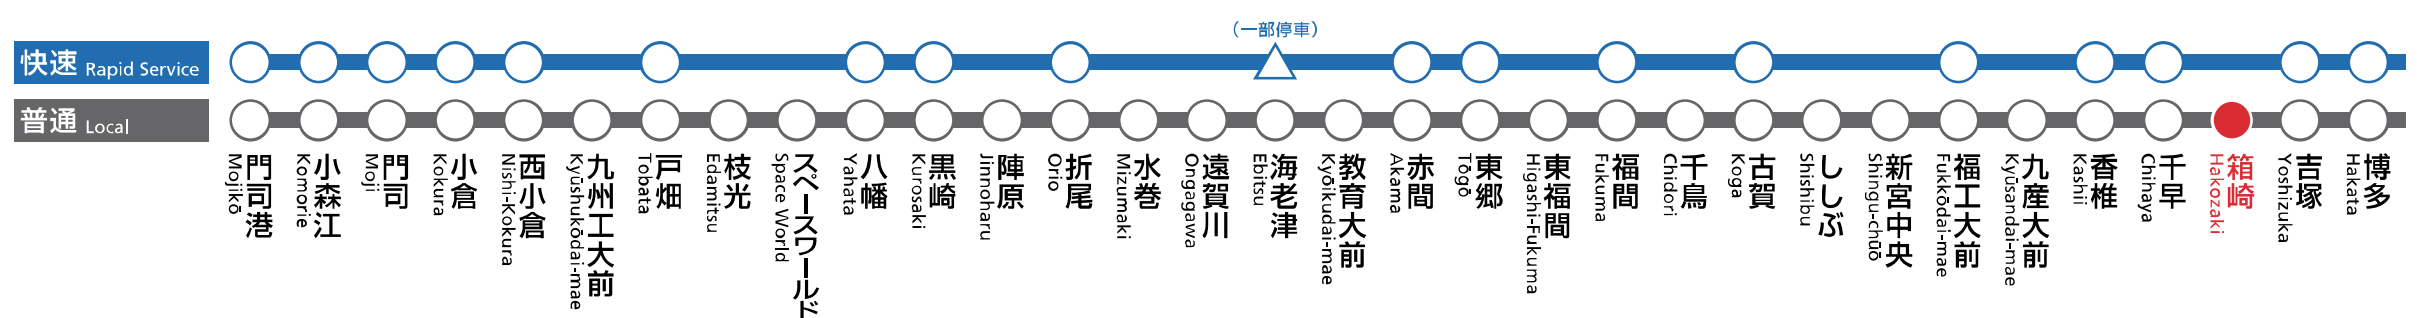 (一部停車)
快速 Rapid Service
普通 Local
門司港 Mojikō
小森江 Komorie
門司 Moji
小倉 Kokura
西小倉 Nishi-Kokura
九州工大前 Kyūshukōdai-mae
戸畑 Tobata
枝光 Edamitsu
スペースワールド Space World
八幡 Yahata
黒崎 Kurosaki
陣原 Jinnoharu
折尾 Orio
水巻 Mizumaki
遠賀川 Ongagawa
海老津 Ebitsu
教育大前 Kyōikudai-mae
赤間 Akama
東郷 Tōgō
東福間 Higashi-Fukuma
福間 Fukuma
千鳥 Chidori
古賀 Koga
ししぶ Shishibu
新宮中央 Shingu-chūō
福工大前 Fukkōdai-mae
九産大前 Kyūsandai-mae
香椎 Kashii
千早 Chihaya
箱崎 Hakozaki
吉塚 Yoshizuka
博多 Hakata